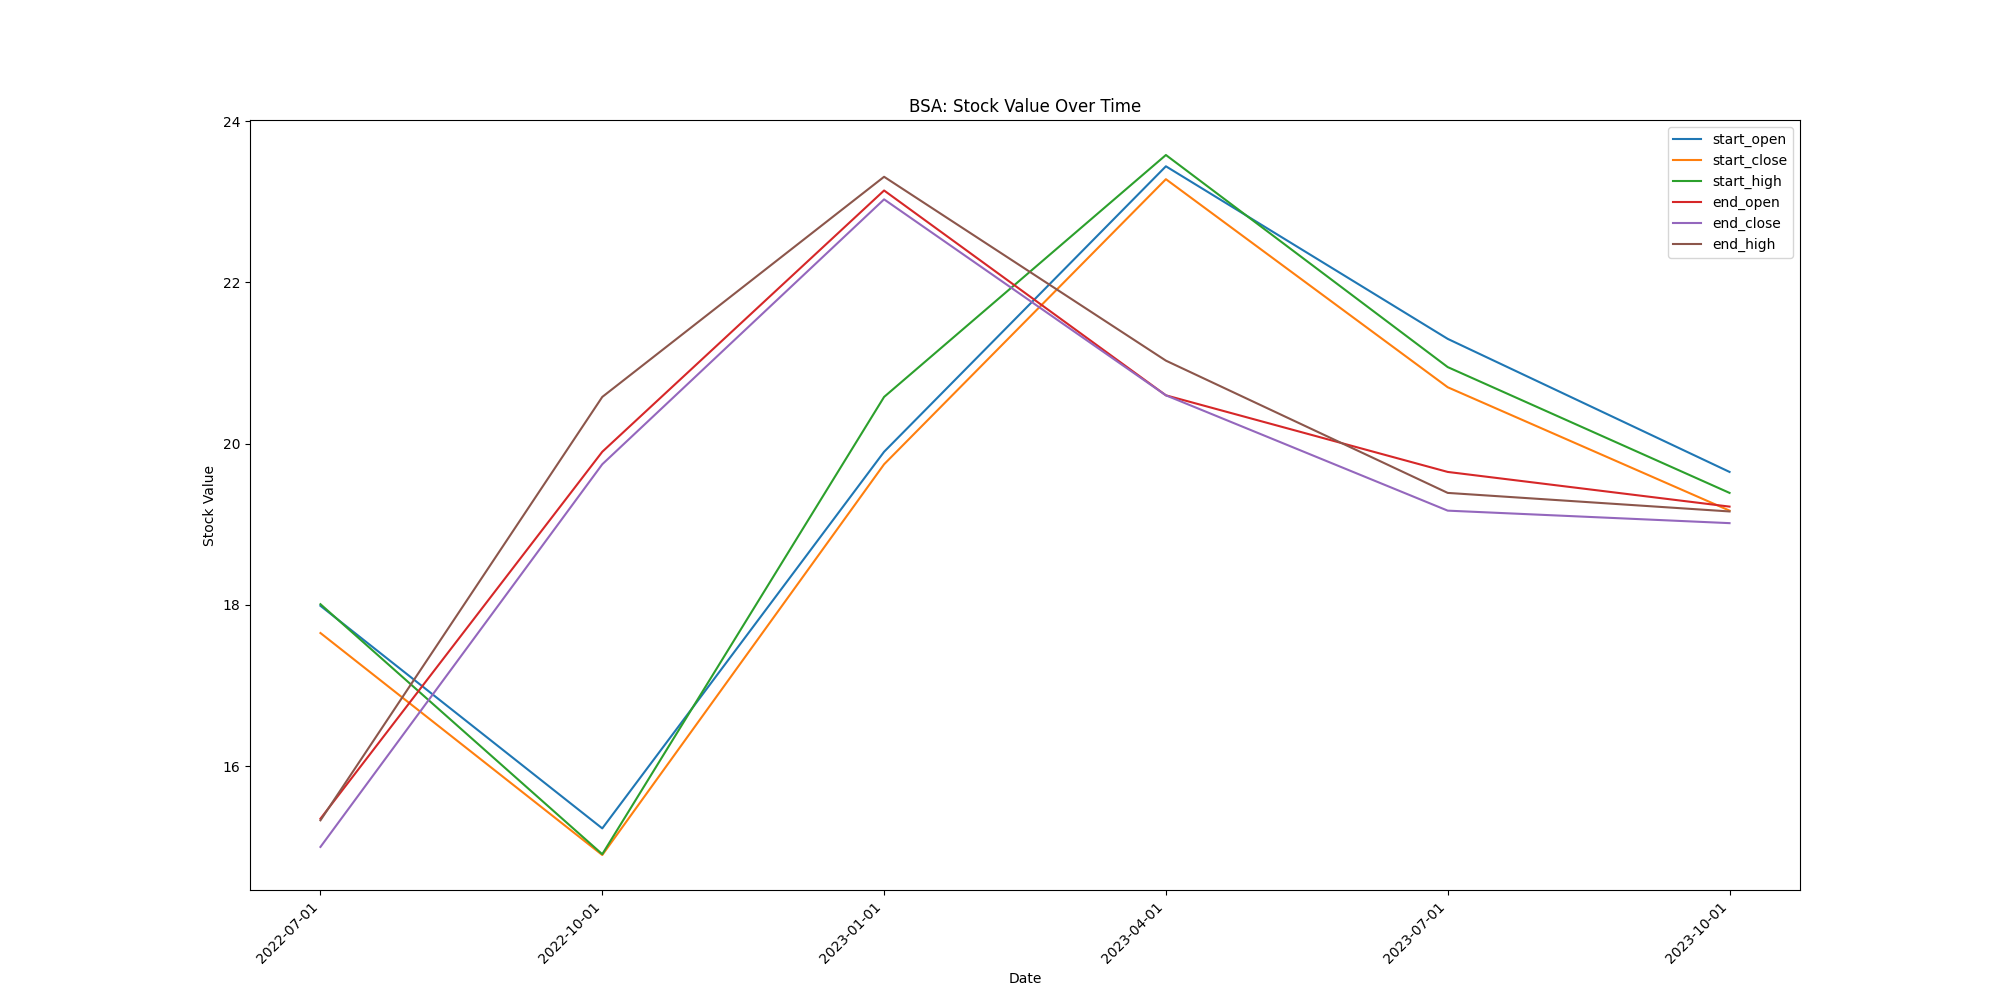 BSA: Stock Value Over Time
24
22
20
18
16
Stock Value
start_open
start_close
start_high
end_open
end_close
end_high
2022-07-01
2022-10-01
2023-01-01
2023-04-01
2023-07-01
2023-10-01
Date